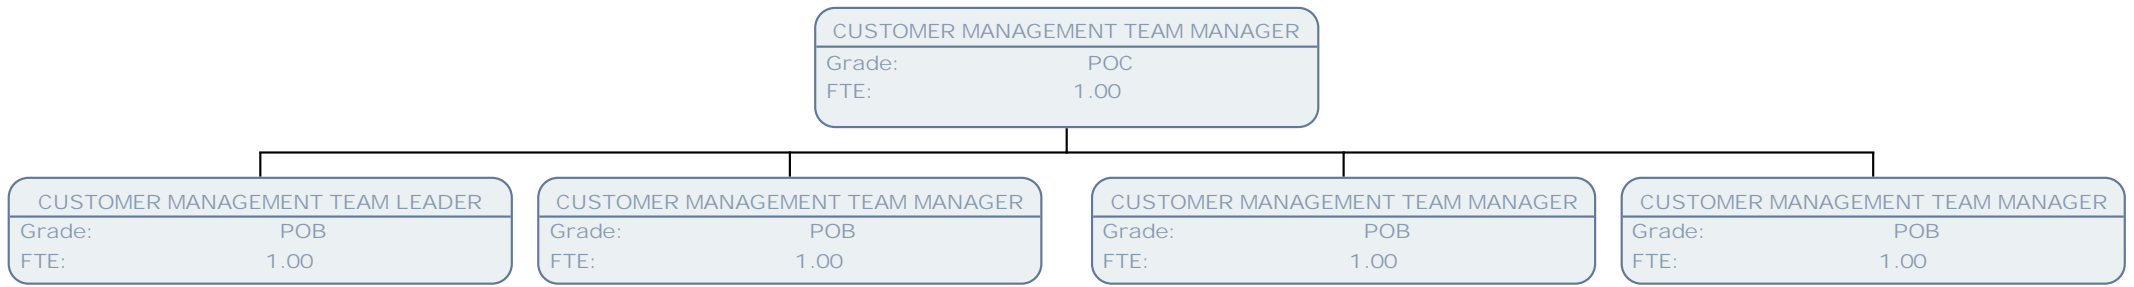 CUSTOMER MANAGEMENT TEAM MANAGER
Grade: POC
FTE: 1.00
CUSTOMER MANAGEMENT TEAM LEADER
Grade: POB
FTE: 1.00
CUSTOMER MANAGEMENT TEAM MANAGER
Grade: POB
FTE: 1.00
CUSTOMER MANAGEMENT TEAM MANAGER
Grade: POB
FTE: 1.00
CUSTOMER MANAGEMENT TEAM MANAGER
Grade: POB
FTE: 1.00